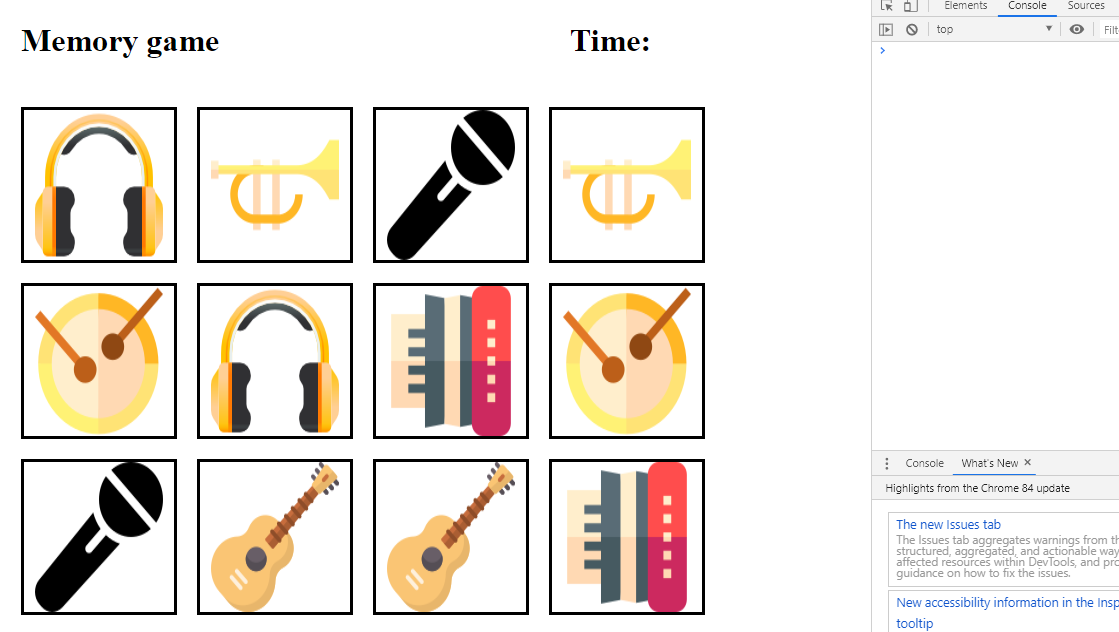 Memory game
Time:
Elements Console Sources
top
Filt
Console What's New
Highlights from the Chrome 84 update
The new Issues tab
The Issues tab aggregates warnings from th
structured, aggregated, and actionable way
affected resources within DevTools, and pro
guidance on how to fix the issues.
New accessibility information in the Insp
tooltip